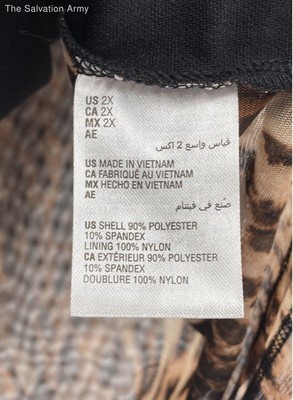 The Salvation Army
US 2X
CA 2X
MX 2X
AE
قياس واسع 2 اكس
US MADE IN VIETNAM
CA FABRIQUÉ AU VIETNAM
MX HECHO EN VIETNAM
AE
صنع في فيتنام
US SHELL 90% POLYESTER
10% SPANDEX
LINING 100% NYLON
CA EXTÉRIEUR 90% POLYESTER
10% SPANDEX
DOUBLURE 100% NYLON